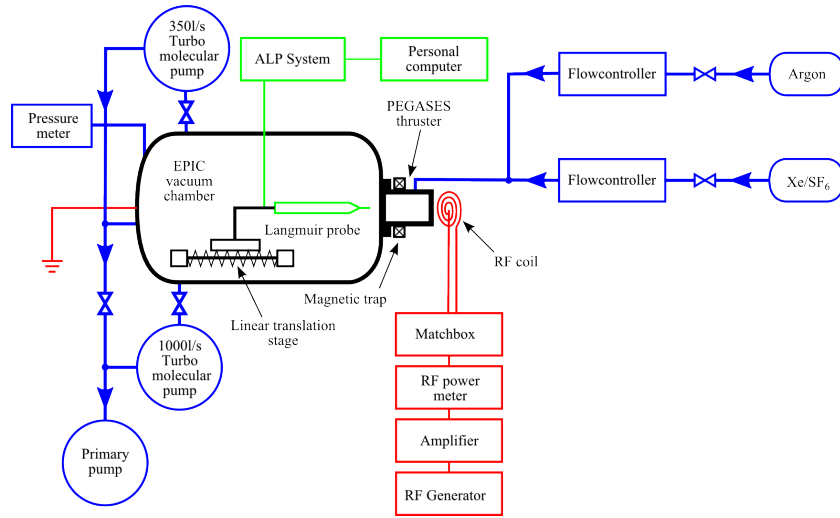 350l/s
Turbo
molecular
pump
ALP System
Personal
computer
Flowcontroller
Argon
PEGASES
thruster
Pressure
meter
EPIC
vacuum
chamber
Flowcontroller
Xe/SF₆
Langmuir probe
RF coil
Magnetic trap
Linear translation
stage
1000l/s
Turbo
molecular
pump
Matchbox
RF power
meter
Amplifier
Primary
pump
RF Generator